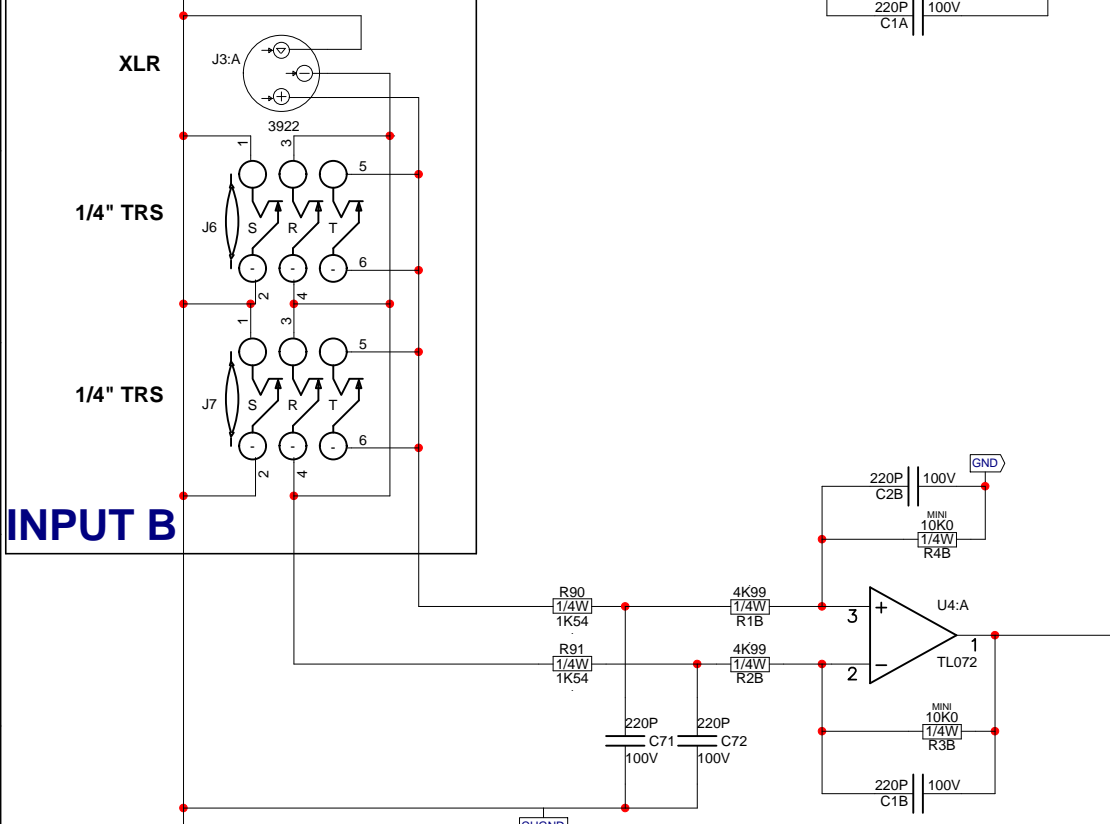 220P 100V
C1A
XLR
J3:A
3922
1 3
5
1/4" TRS
J6 S R T
6
2 4
1 3
5
1/4" TRS
J7 S R T
6
2 4
INPUT B
GND
220P 100V
C2B
MINI
10K0
1/4W
R4B
R90
1/4W
1K54
4K99
1/4W
R1B
3
+
U4:A
1
TL072
R91
1/4W
1K54
4K99
1/4W
R2B
2
−
220P
C71
100V
220P
C72
100V
MINI
10K0
1/4W
R3B
220P 100V
C1B